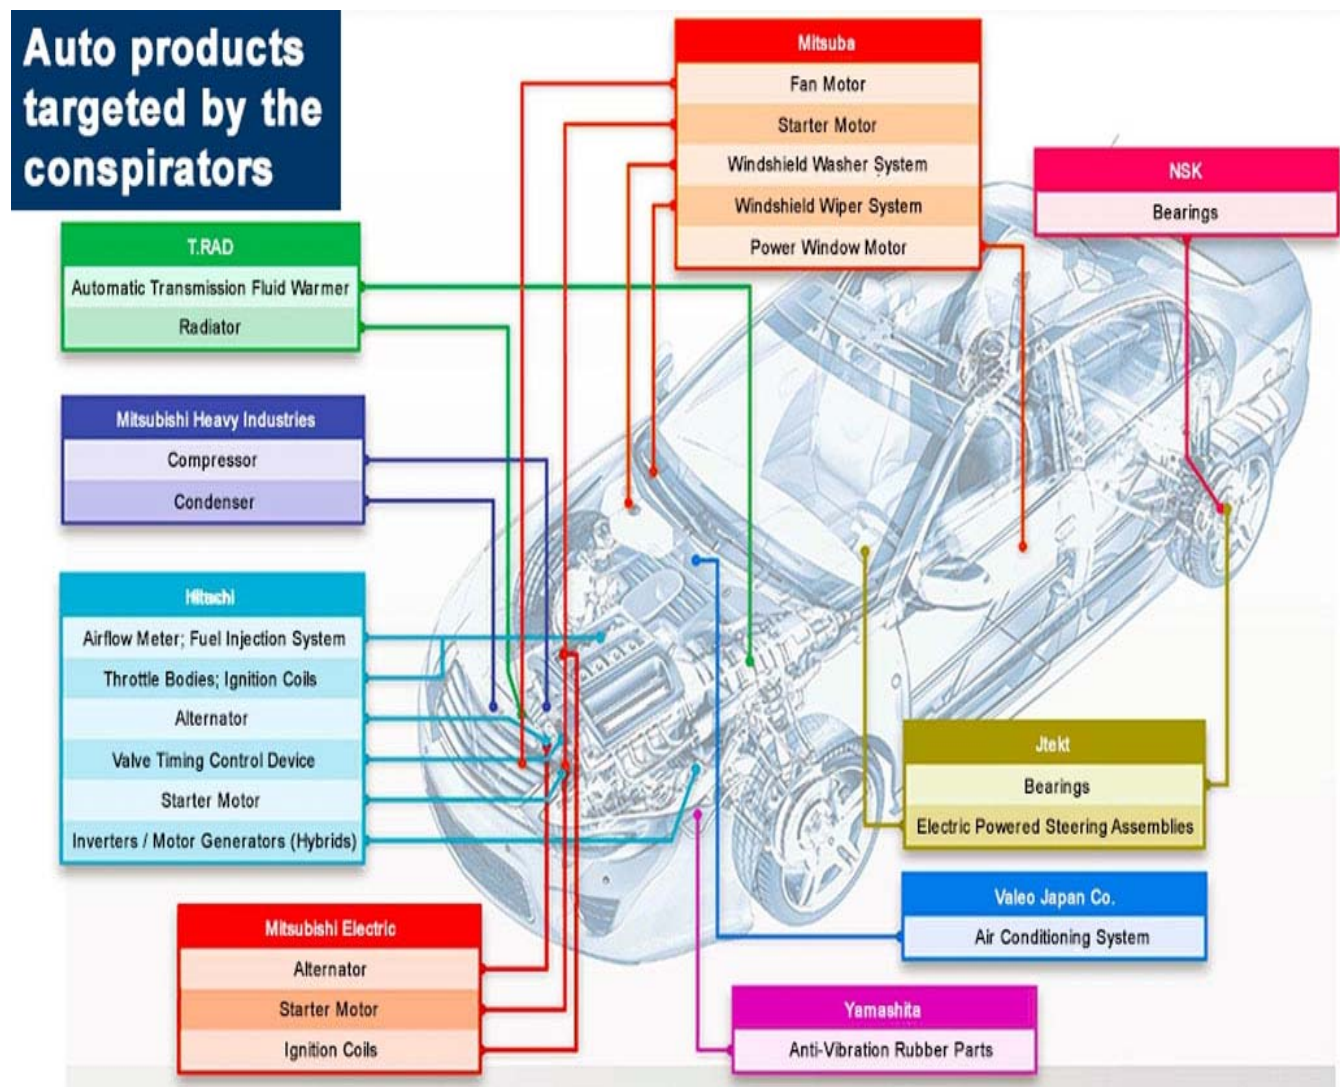 Auto products
targeted by the
conspirators
Mitsuba
Fan Motor
Starter Motor
Windshield Washer System
Windshield Wiper System
Power Window Motor
NSK
Bearings
T.RAD
Automatic Transmission Fluid Warmer
Radiator
Mitsubishi Heavy Industries
Compressor
Condenser
Hitachi
Airflow Meter; Fuel Injection System
Throttle Bodies; Ignition Coils
Alternator
Valve Timing Control Device
Starter Motor
Inverters / Motor Generators (Hybrids)
Jtekt
Bearings
Electric Powered Steering Assemblies
Valeo Japan Co.
Air Conditioning System
Mitsubishi Electric
Alternator
Starter Motor
Ignition Coils
Yamashita
Anti-Vibration Rubber Parts